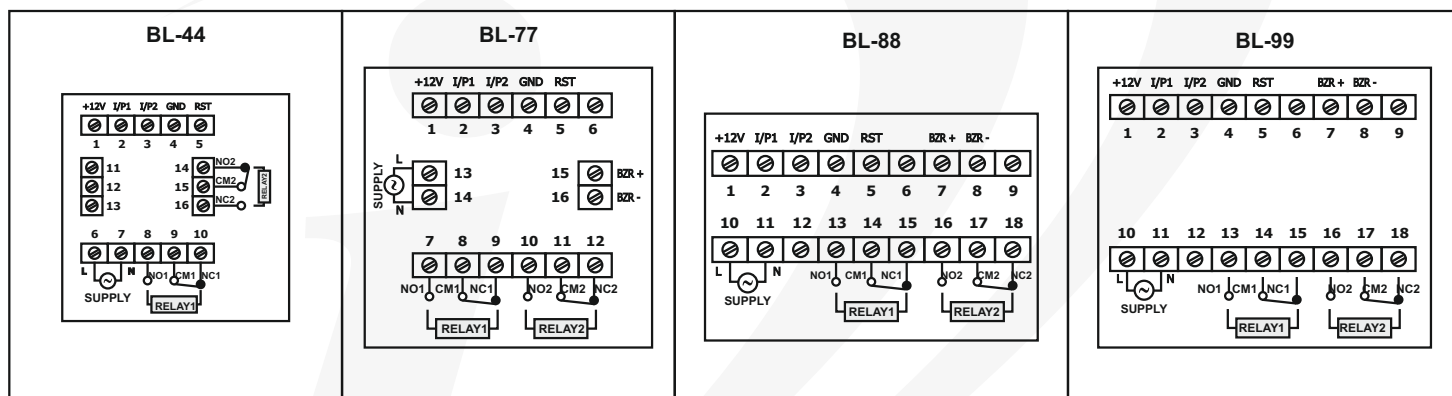 BL-44
+12V I/P1 I/P2 GND RST
1 2 3 4 5
11 14 NO2
12 15 CM2
13 16 NC2
RELAY2
6 7 8 9 10
L N NO1 CM1 NC1
SUPPLY
RELAY1
BL-77
+12V I/P1 I/P2 GND RST
1 2 3 4 5 6
L
SUPPLY
N
13 15 BZR +
14 16 BZR -
7 8 9 10 11 12
NO1 CM1 NC1 NO2 CM2 NC2
RELAY1 RELAY2
BL-88
+12V I/P1 I/P2 GND RST BZR + BZR -
1 2 3 4 5 6 7 8 9
10 11 12 13 14 15 16 17 18
L N NO1 CM1 NC1 NO2 CM2 NC2
SUPPLY
RELAY1 RELAY2
BL-99
+12V I/P1 I/P2 GND RST BZR + BZR -
1 2 3 4 5 6 7 8 9
10 11 12 13 14 15 16 17 18
L N NO1 CM1 NC1 NO2 CM2 NC2
SUPPLY
RELAY1 RELAY2